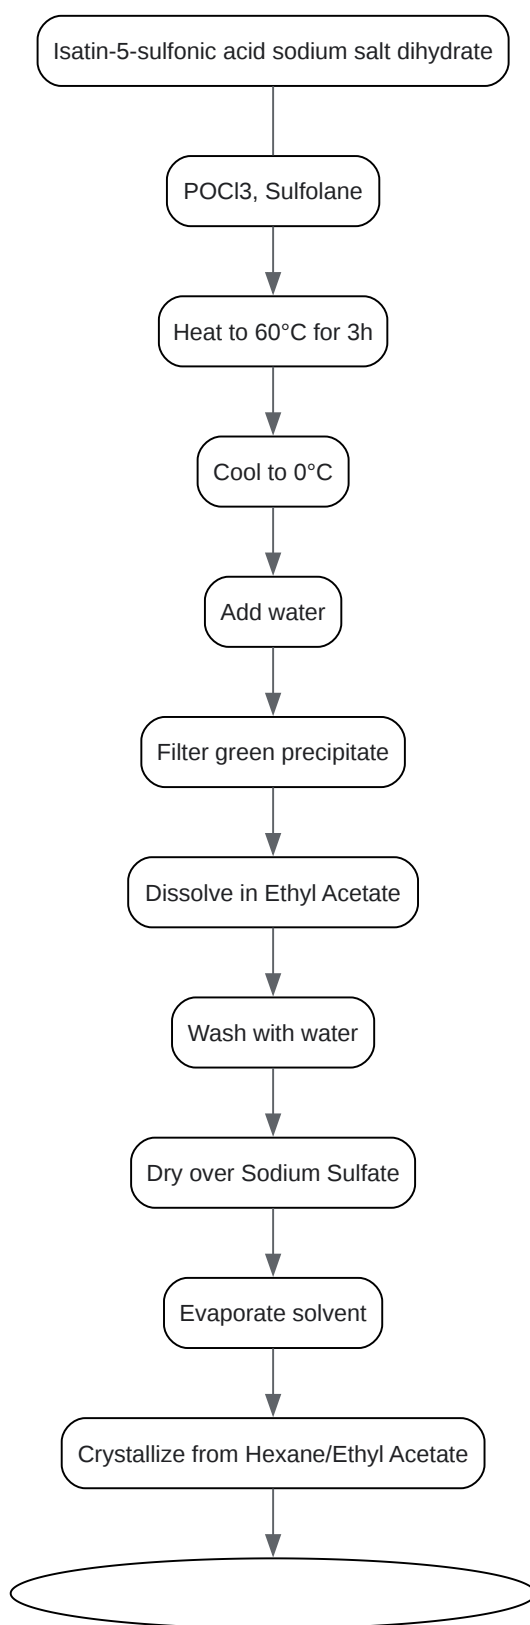 Isatin-5-sulfonic acid sodium salt dihydrate
POCl3, Sulfolane
Heat to 60°C for 3h
Cool to 0°C
Add water
Filter green precipitate
Dissolve in Ethyl Acetate
Wash with water
Dry over Sodium Sulfate
Evaporate solvent
Crystallize from Hexane/Ethyl Acetate